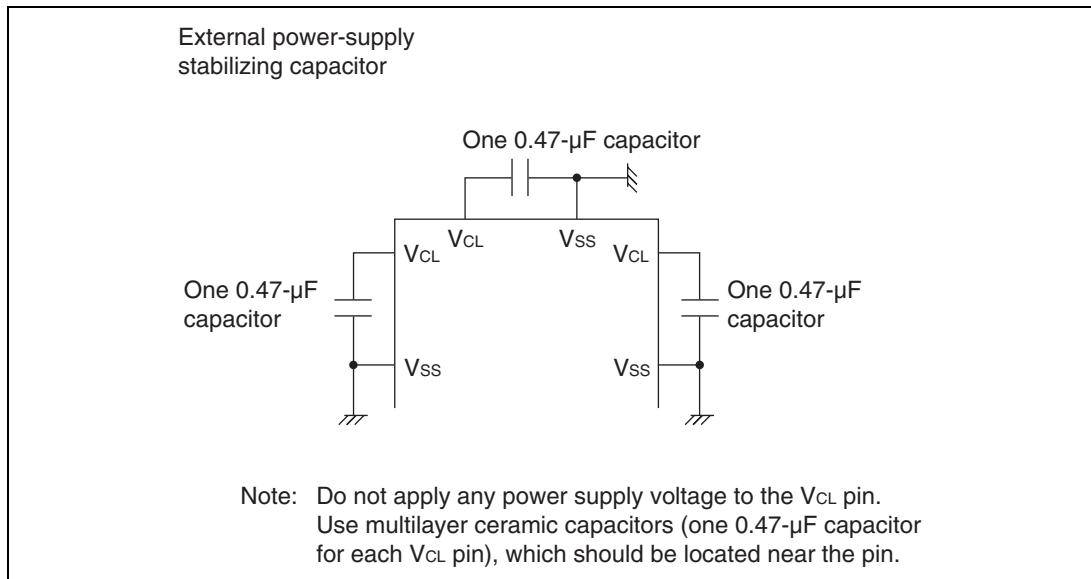 External power-supply
stabilizing capacitor
One 0.47-µF capacitor
VCL
VSS
VCL
VCL
One 0.47-µF
capacitor
One 0.47-µF
capacitor
VSS
VSS
Note: Do not apply any power supply voltage to the VCL pin.
Use multilayer ceramic capacitors (one 0.47-µF capacitor
for each VCL pin), which should be located near the pin.